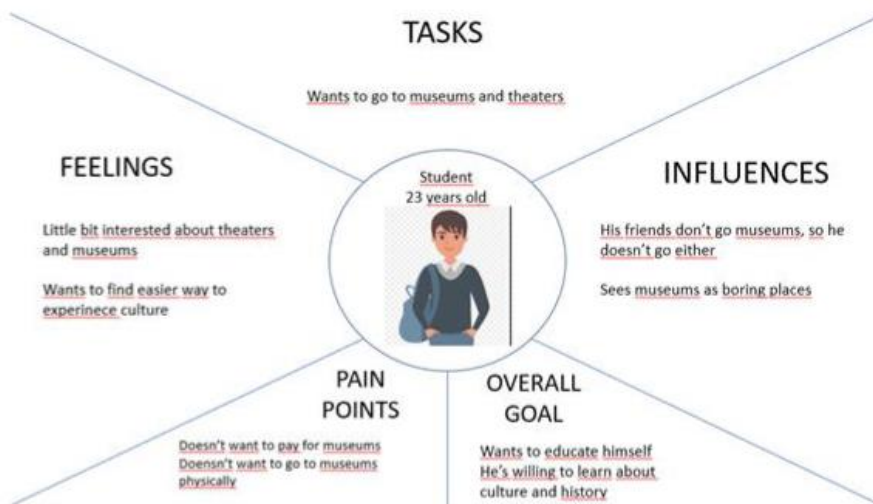 TASKS
Wants to go to museums and theaters
FEELINGS
Little bit interested about theaters
and museums
Wants to find easier way to
experinece culture
Student
23 years old
INFLUENCES
His friends don't go museums, so he
doesn't go either
Sees museums as boring places
PAIN
POINTS
Doesn't want to pay for museums
Doensn't want to go to museums
physically
OVERALL
GOAL
Wants to educate himself
He's willing to learn about
culture and history